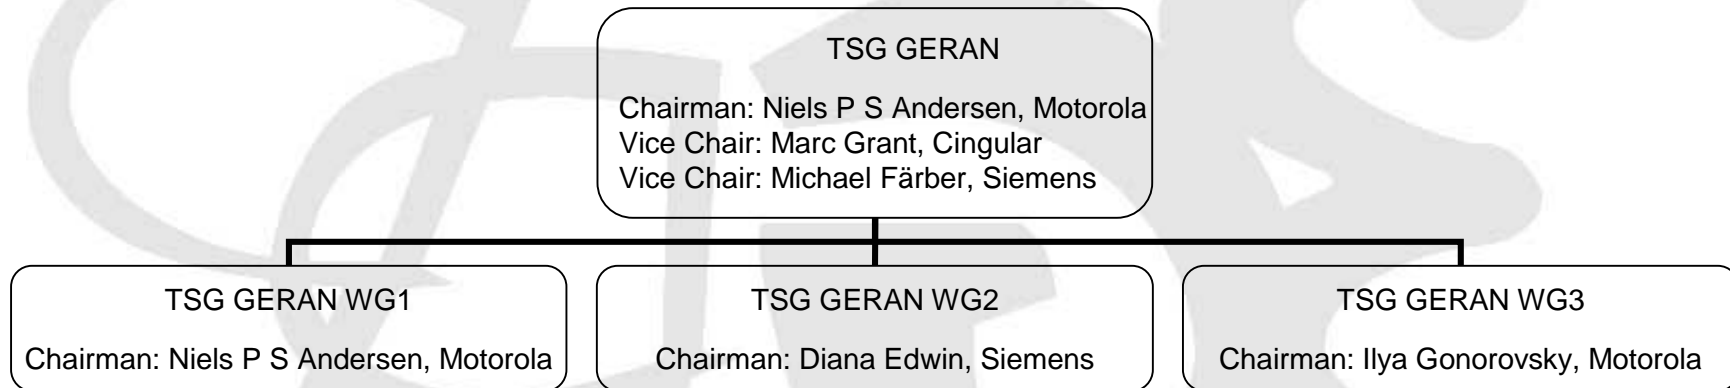 TSG GERAN
Chairman: Niels P S Andersen, Motorola
Vice Chair: Marc Grant, Cingular
Vice Chair: Michael Färber, Siemens
TSG GERAN WG1
Chairman: Niels P S Andersen, Motorola
TSG GERAN WG2
Chairman: Diana Edwin, Siemens
TSG GERAN WG3
Chairman: Ilya Gonorovsky, Motorola